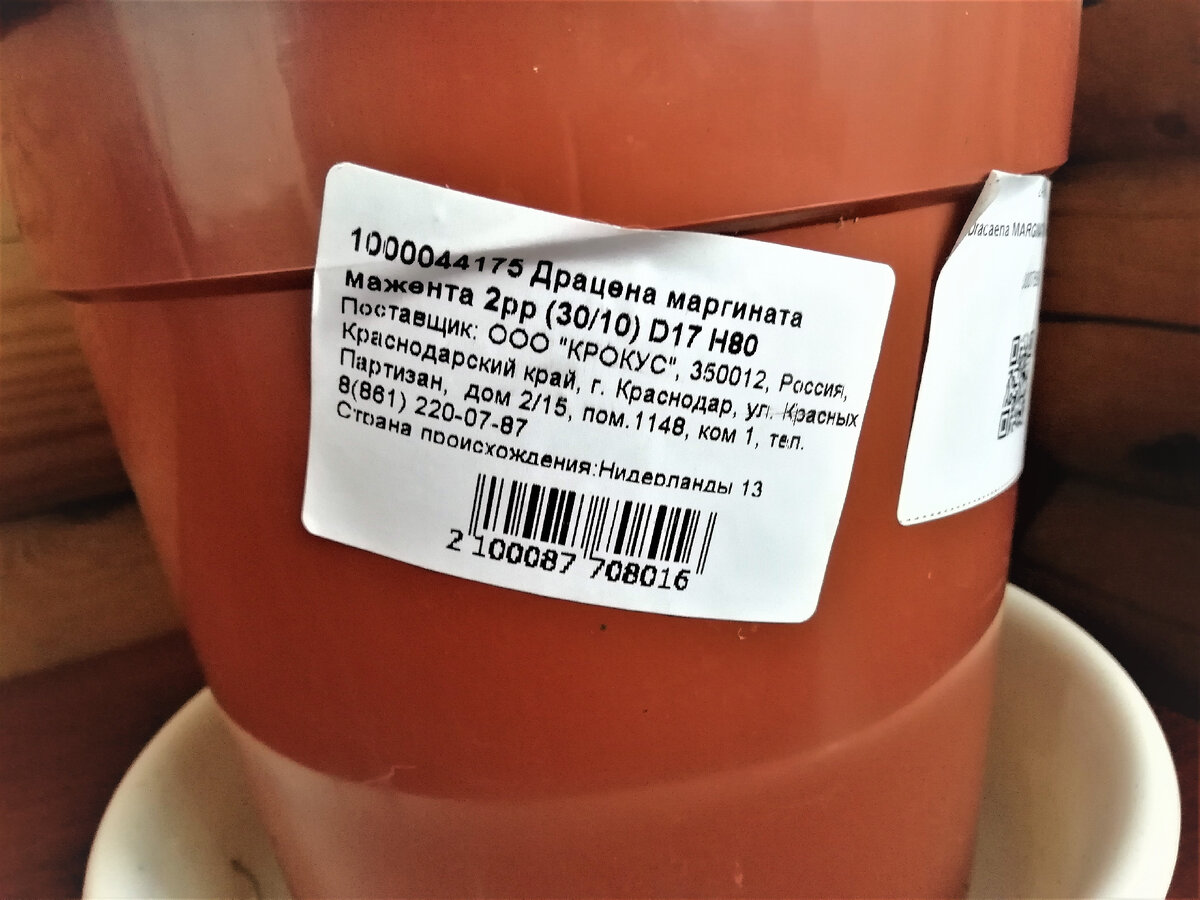 1000044175 Драцена маргината
мажента 2рр (30/10) D17 H80
Поставщик: ООО "КРОКУС", 350012, Россия,
Краснодарский край, г. Краснодар, ул. Красных
Партизан, дом 2/15, пом.1148, ком 1, тел.
8(861) 220-07-87
Страна происхождения:Нидерланды 13
2 100087 708016
Dracaena